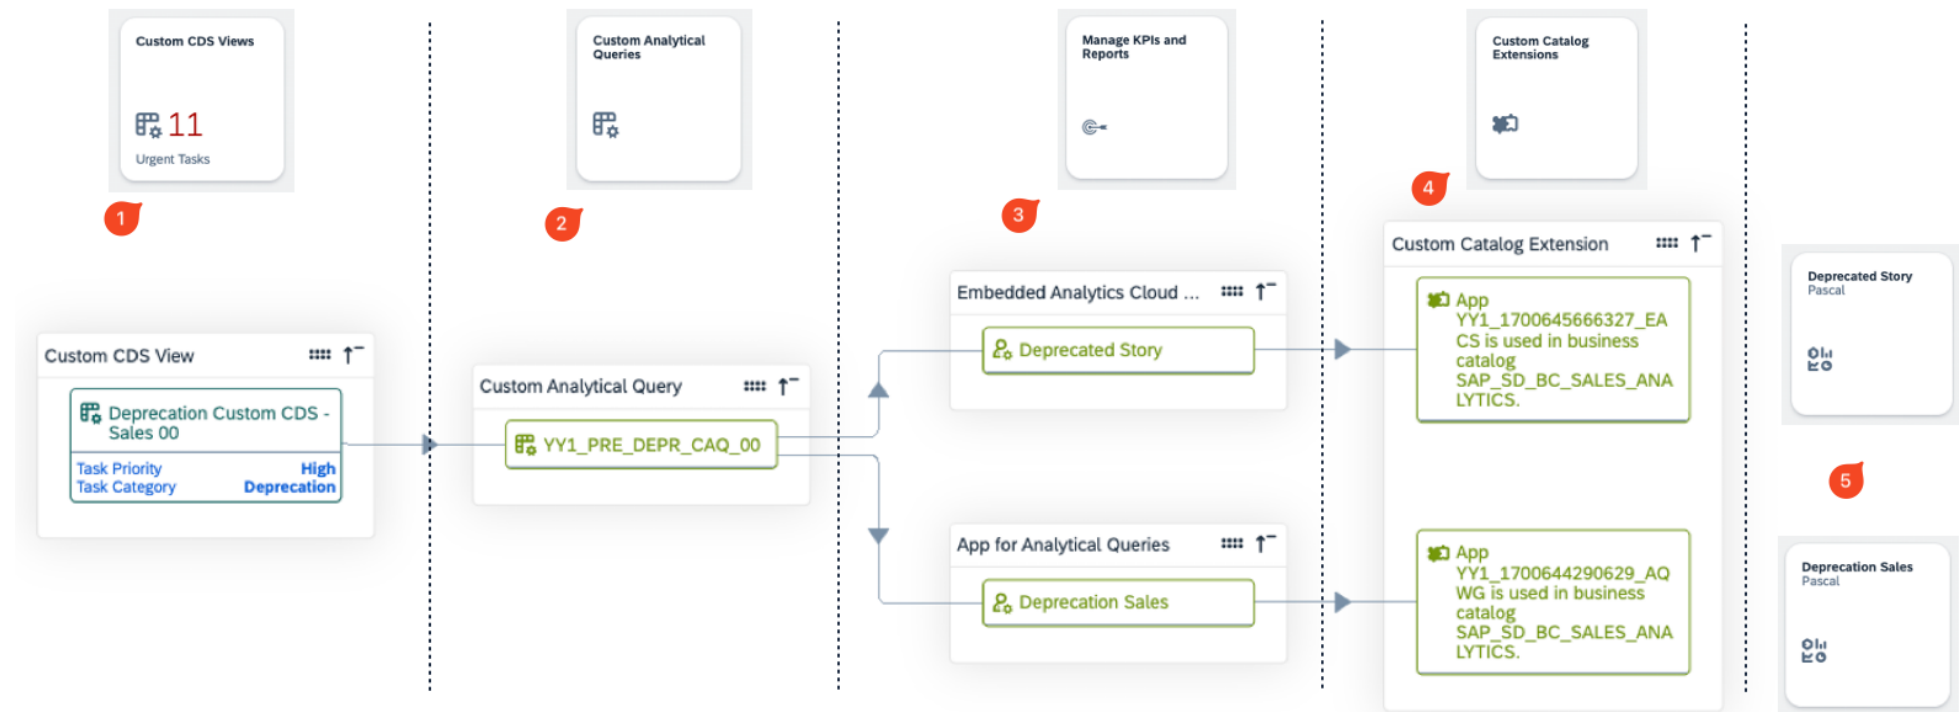 Custom CDS Views
11
Urgent Tasks
1
Custom CDS View
Deprecation Custom CDS -
Sales 00
Task Priority High
Task Category Deprecation
Custom Analytical
Queries
2
Custom Analytical Query
YY1_PRE_DEPR_CAQ_00
Manage KPIs and
Reports
3
Embedded Analytics Cloud ...
Deprecated Story
App for Analytical Queries
Deprecation Sales
Custom Catalog
Extensions
4
Custom Catalog Extension
App
YY1_1700645666327_EA
CS is used in business
catalog
SAP_SD_BC_SALES_ANA
LYTICS.
App
YY1_1700644290629_AQ
WG is used in business
catalog
SAP_SD_BC_SALES_ANA
LYTICS.
Deprecated Story
Pascal
5
Deprecation Sales
Pascal